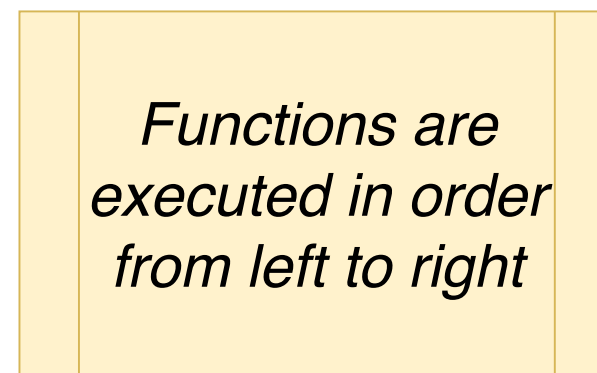 Functions are
executed in order
from left to right